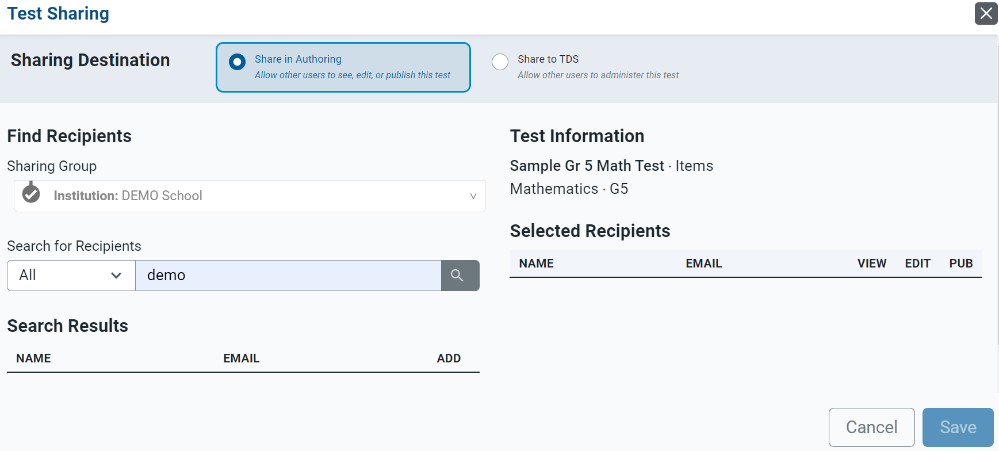 Test Sharing
Sharing Destination
Share in Authoring
Allow other users to see, edit, or publish this test
Share to TDS
Allow other users to administer this test
Find Recipients
Sharing Group
Institution: DEMO School
Search for Recipients
All
demo
Search Results
NAME EMAIL ADD
Test Information
Sample Gr 5 Math Test · Items
Mathematics · G5
Selected Recipients
NAME EMAIL VIEW EDIT PUB
Cancel
Save